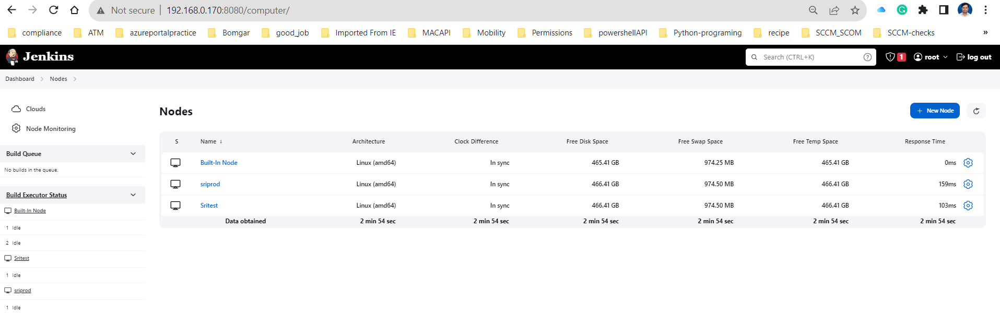 Not secure 192.168.0.170:8080/computer/
compliance ATM azureportalpractice Bomgar good_job Imported From IE MACAPI Mobility Permissions powershellAPI Python-programing recipe SCCM_SCOM SCCM-checks »
Jenkins Search (CTRL+K) ? 1 root log out
Dashboard Nodes
Clouds
Node Monitoring
Build Queue
No builds in the queue.
Build Executor Status
Built-In Node
1 Idle
2 Idle
Sritest
1 Idle
sriprod
1 Idle
Nodes + New Node
S Name ↓ Architecture Clock Difference Free Disk Space Free Swap Space Free Temp Space Response Time
Built-In Node Linux (amd64) In sync 465.41 GB 974.25 MB 465.41 GB 0ms
sriprod Linux (amd64) In sync 466.41 GB 974.50 MB 466.41 GB 159ms
Sritest Linux (amd64) In sync 466.41 GB 974.50 MB 466.41 GB 103ms
Data obtained 2 min 54 sec 2 min 54 sec 2 min 54 sec 2 min 54 sec 2 min 54 sec 2 min 54 sec